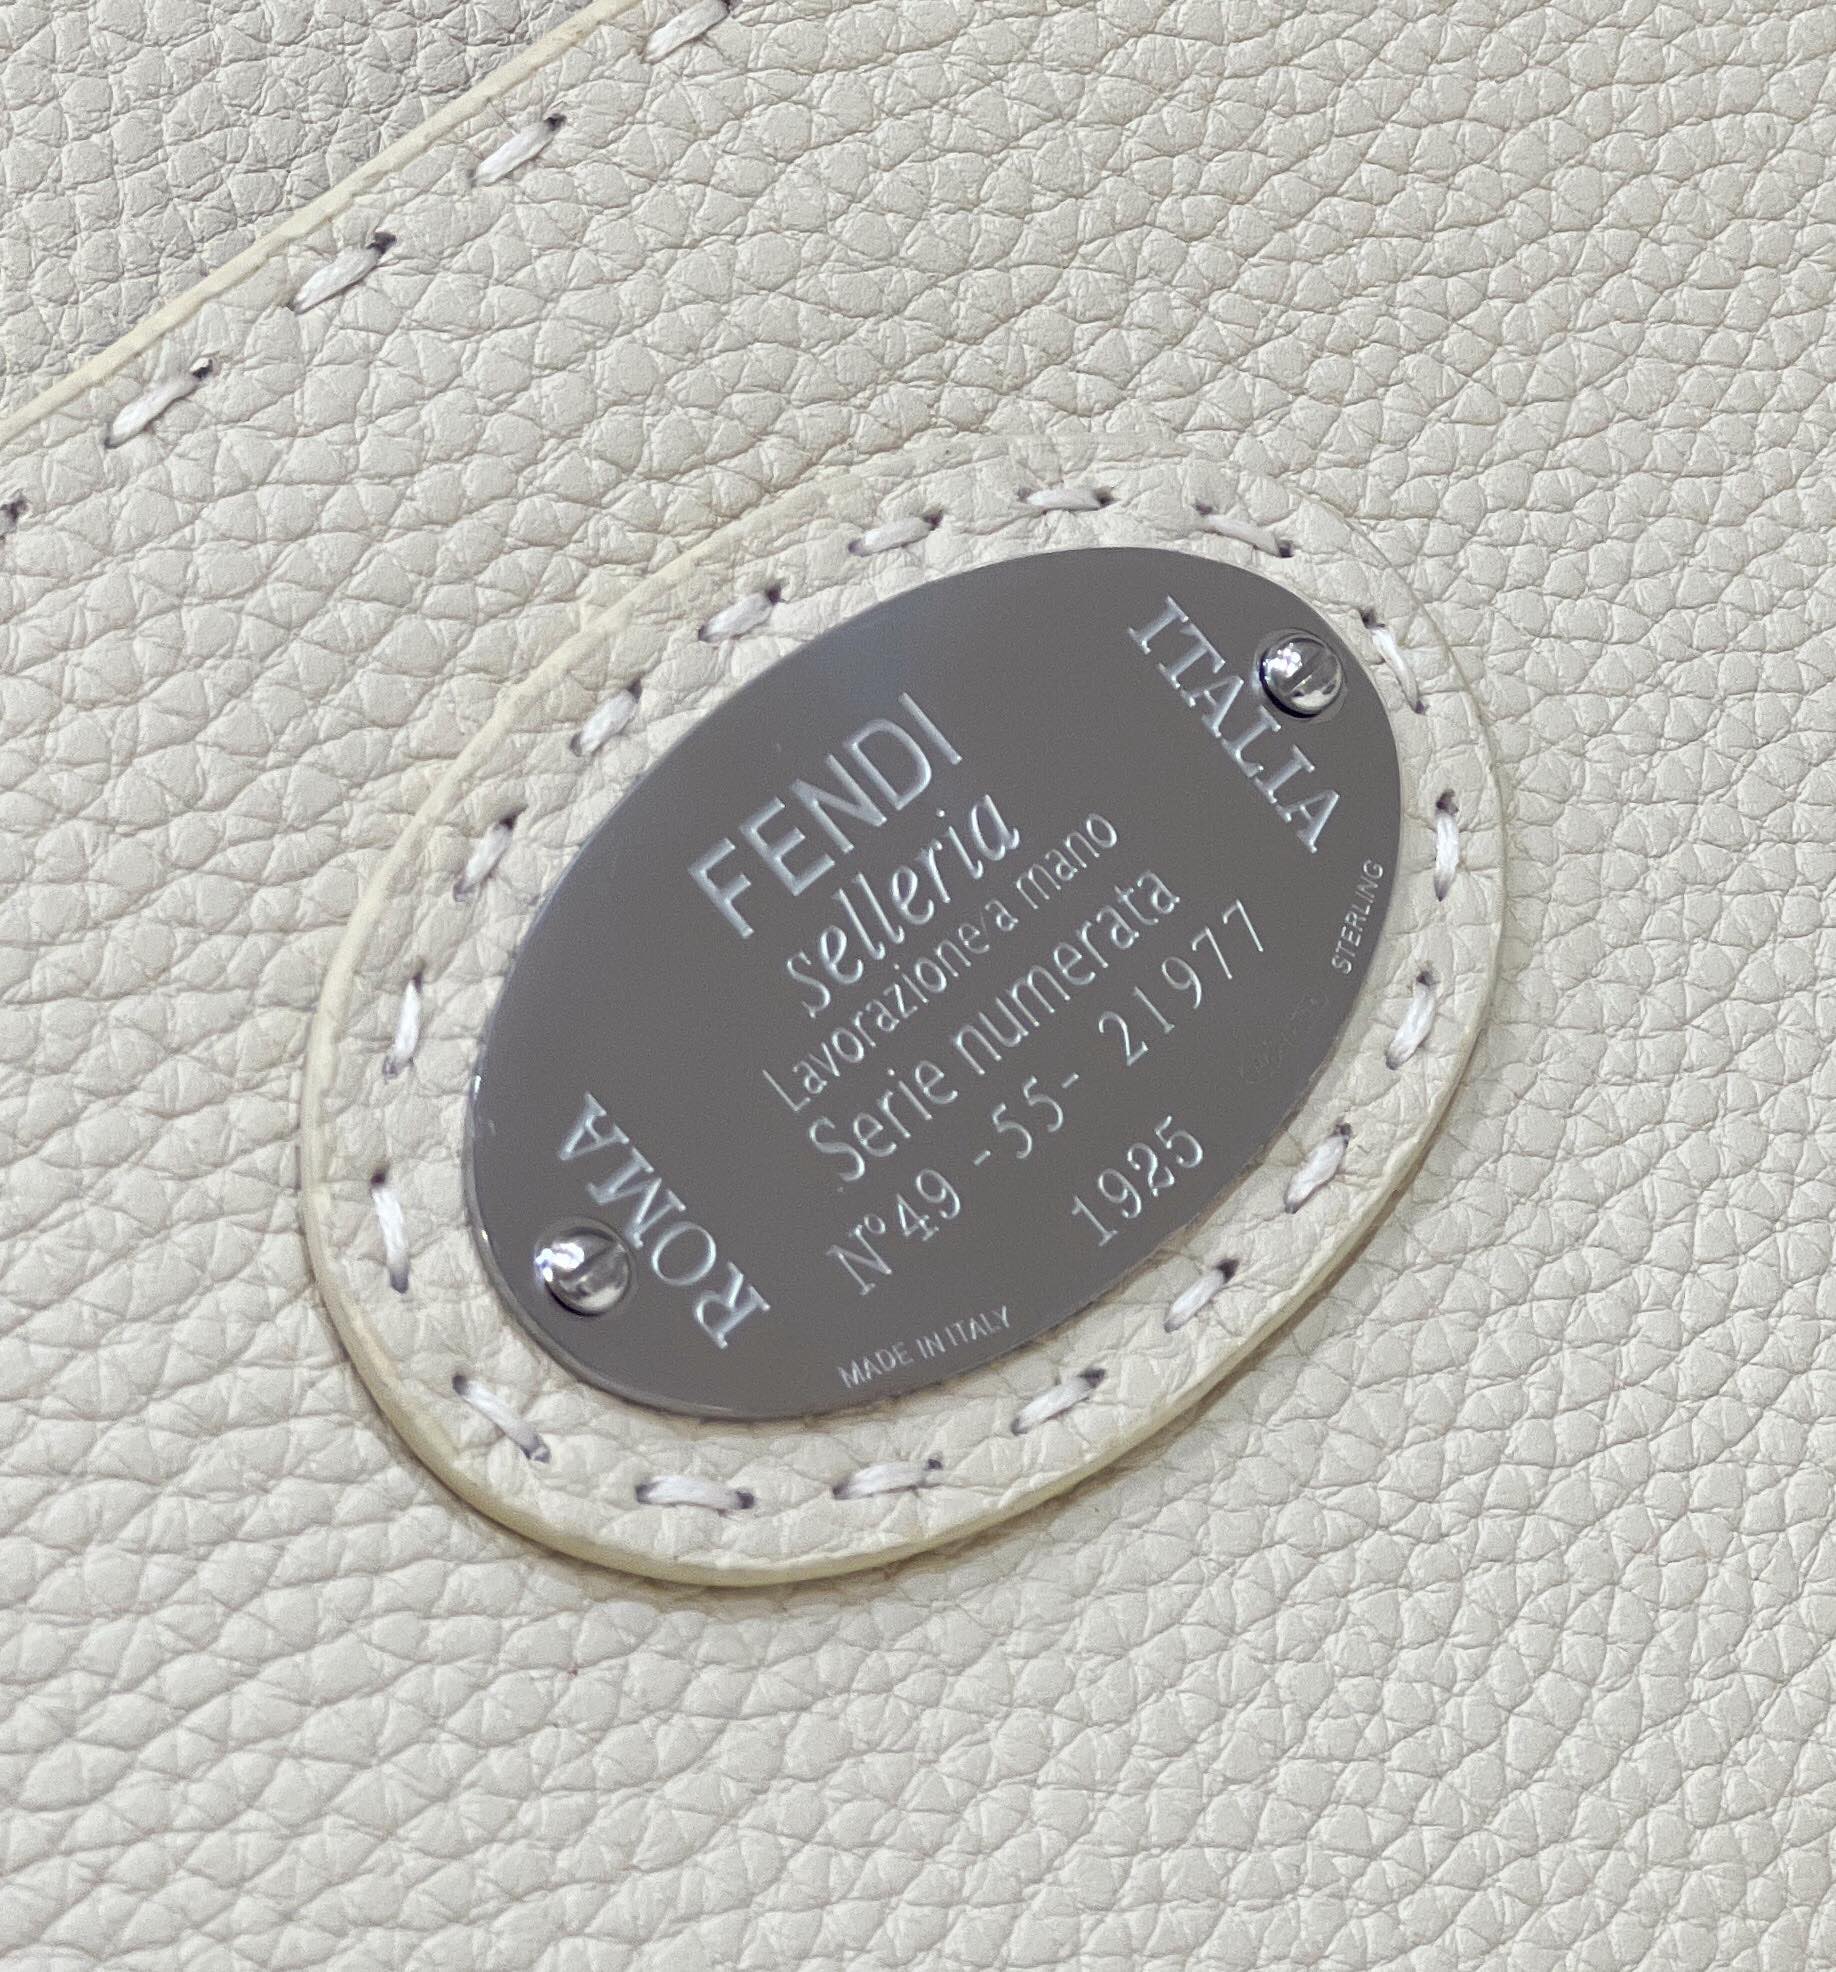 FENDI
selleria
Lavorazione a mano
Serie numerata
N°49 -55- 21977
1925
ROMA
ITALIA
MADE IN ITALY
STERLING